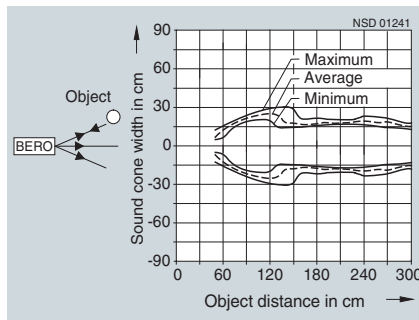 NSD 01241
90
60
30
0
-30
-60
-90
Sound cone width in cm
Maximum
Average
Minimum
Object
BERO
0 60 120 180 240 300
Object distance in cm